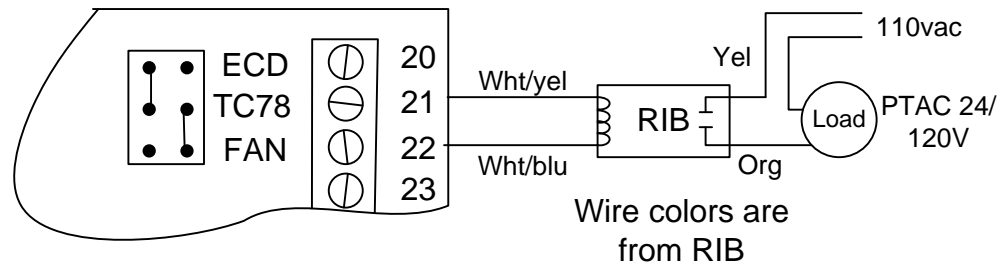 ECD
TC78
FAN
20
21
22
23
Wht/yel
Wht/blu
RIB
Yel
Org
110vac
Load
PTAC 24/
120V
Wire colors are
from RIB